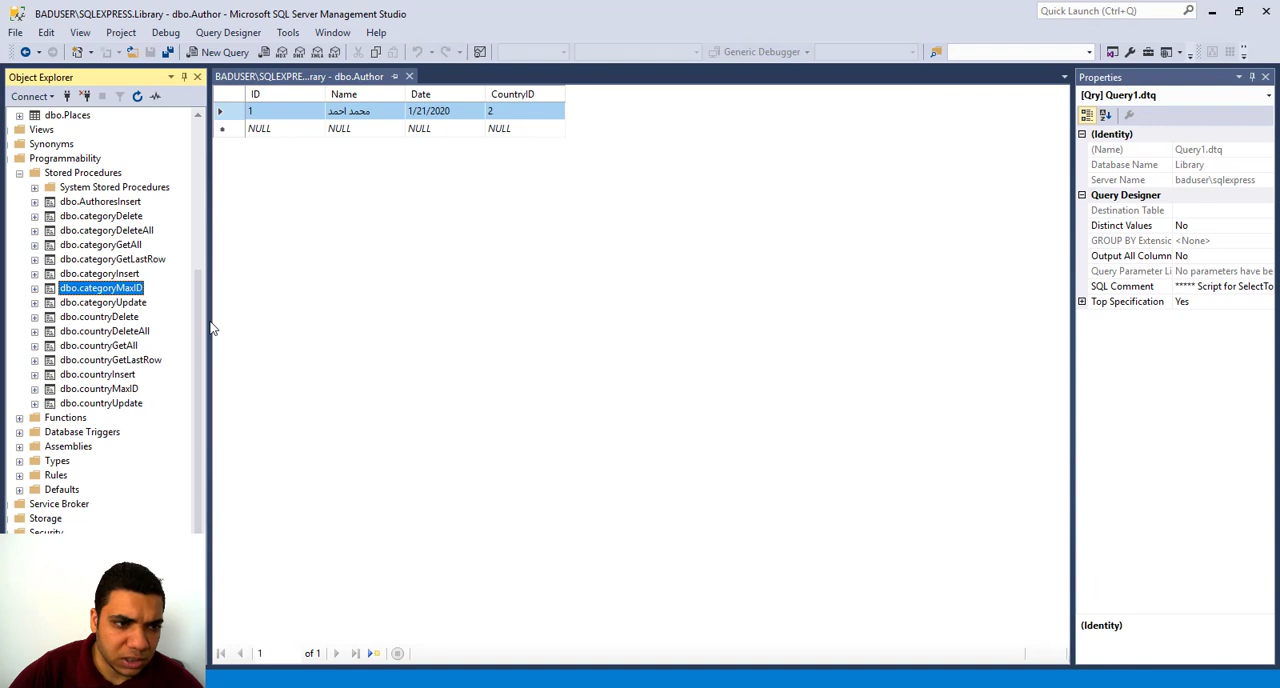 BADUSER\SQLEXPRESS.Library - dbo.Author - Microsoft SQL Server Management Studio
Quick Launch (Ctrl+Q)
File Edit View Project Debug Query Designer Tools Window Help
New Query
Generic Debugger
Object Explorer
Connect
dbo.Places
Views
Synonyms
Programmability
Stored Procedures
System Stored Procedures
dbo.AuthoresInsert
dbo.categoryDelete
dbo.categoryDeleteAll
dbo.categoryGetAll
dbo.categoryGetLastRow
dbo.categoryInsert
dbo.categoryMaxID
dbo.categoryUpdate
dbo.countryDelete
dbo.countryDeleteAll
dbo.countryGetAll
dbo.countryGetLastRow
dbo.countryInsert
dbo.countryMaxID
dbo.countryUpdate
Functions
Database Triggers
Assemblies
Types
Rules
Defaults
Service Broker
Storage
Security
BADUSER\SQLEXPRE...rary - dbo.Author
ID Name Date CountryID
1 محمد احمد 1/21/2020 2
NULL NULL NULL NULL
1 of 1
Properties
[Qry] Query1.dtq
(Identity)
(Name) Query1.dtq
Database Name Library
Server Name baduser\sqlexpress
Query Designer
Destination Table
Distinct Values No
GROUP BY Extensic <None>
Output All Column No
Query Parameter Li No parameters have be
SQL Comment ***** Script for SelectTo
Top Specification Yes
(Identity)